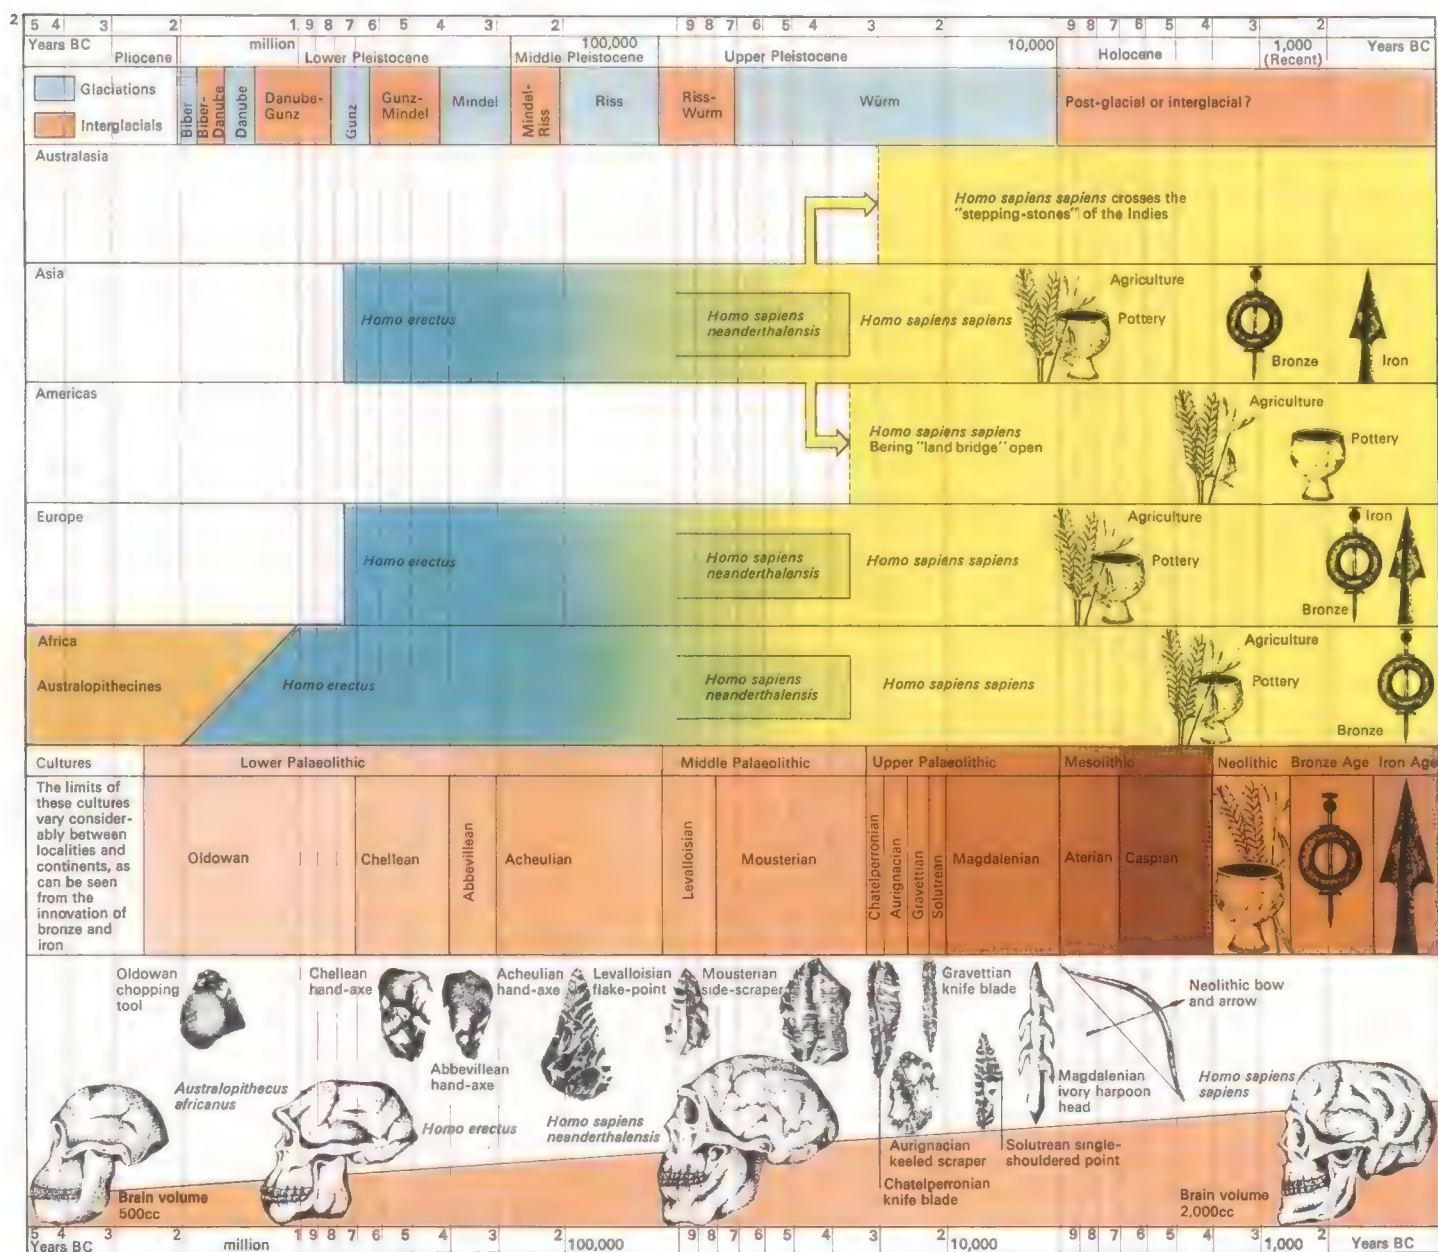 2
5 4 3 2 1 9 8 7 6 5 4 3 2 9 8 7 6 5 4 3 2 9 8 7 6 5 4 3 2
Years BC million 100,000 10,000 1,000 Years BC
Pliocene Lower Pleistocene Middle Pleistocene Upper Pleistocene Holocene (Recent)
Glaciations
Interglacials
Biber
Biber-
Danube
Danube
Danube-
Gunz
Gunz
Gunz-
Mindel
Mindel
Mindel-
Riss
Riss
Riss-
Wurm
Würm
Post-glacial or interglacial?
Australasia
Homo sapiens sapiens crosses the
"stepping-stones" of the Indies
Asia
Homo erectus
Homo sapiens
neanderthalensis
Homo sapiens sapiens
Agriculture
Pottery
Bronze
Iron
Americas
Homo sapiens sapiens
Bering "land bridge" open
Agriculture
Pottery
Europe
Homo erectus
Homo sapiens
neanderthalensis
Homo sapiens sapiens
Agriculture
Pottery
Iron
Bronze
Africa
Australopithecines
Homo erectus
Homo sapiens
neanderthalensis
Homo sapiens sapiens
Agriculture
Pottery
Bronze
Cultures
Lower Palaeolithic
Middle Palaeolithic
Upper Palaeolithic
Mesolithic
Neolithic
Bronze Age
Iron Age
The limits of
these cultures
vary consider-
ably between
localities and
continents, as
can be seen
from the
innovation of
bronze and
iron
Oldowan
Chellean
Abbevillean
Acheulian
Levalloisian
Mousterian
Chatelperronian
Aurignacian
Gravettian
Solutrean
Magdalenian
Aterian
Caspian
Oldowan
chopping
tool
Chellean
hand-axe
Abbevillean
hand-axe
Acheulian
hand-axe
Levalloisian
flake-point
Mousterian
side-scraper
Gravettian
knife blade
Neolithic bow
and arrow
Magdalenian
ivory harpoon
head
Aurignacian
keeled scraper
Solutrean single-
shouldered point
Chatelperronian
knife blade
Australopithecus
africanus
Homo erectus
Homo sapiens
neanderthalensis
Homo sapiens
sapiens
Brain volume
500cc
Brain volume
2,000cc
5 4 3 2 1 9 8 7 6 5 4 3 2 9 8 7 6 5 4 3 2 9 8 7 6 5 4 3 2
Years BC million 100,000 10,000 1,000 Years BC